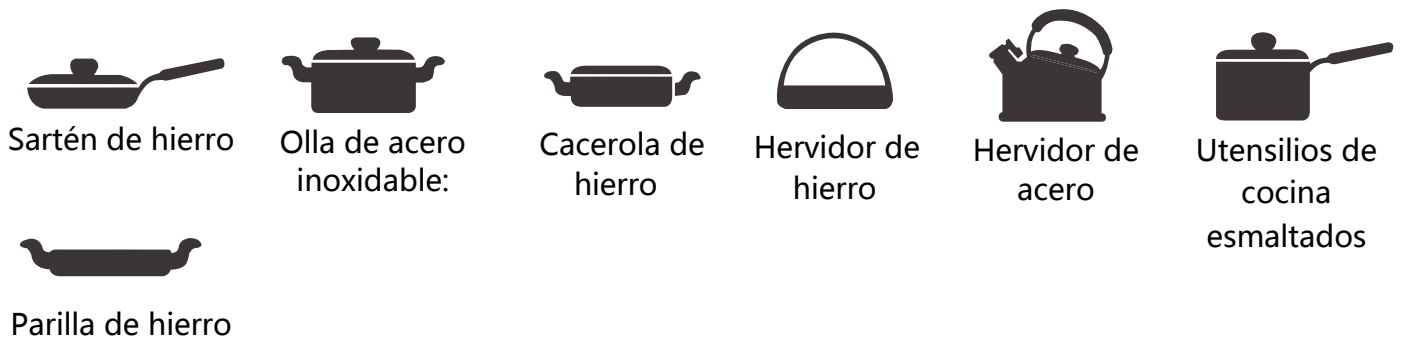 Sartén de hierro
Olla de acero
inoxidable:
Cacerola de
hierro
Hervidor de
hierro
Hervidor de
acero
Utensilios de
cocina
esmaltados
Parilla de hierro